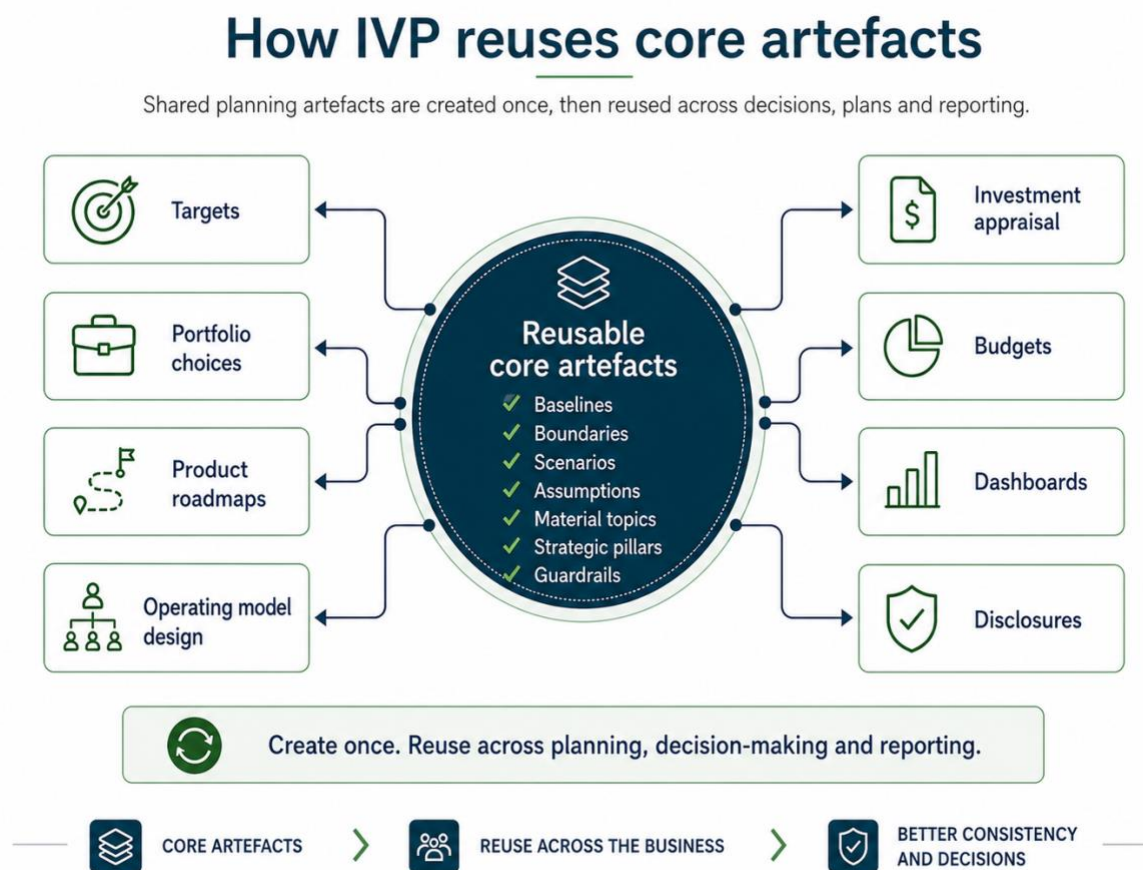 How IVP reuses core artefacts
Shared planning artefacts are created once, then reused across decisions, plans and reporting.
Targets
Portfolio
choices
Product
roadmaps
Operating model
design
Reusable
core artefacts
Baselines
Boundaries
Scenarios
Assumptions
Material topics
Strategic pillars
Guardrails
$
Investment
appraisal
Budgets
Dashboards
Disclosures
Create once. Reuse across planning, decision-making and reporting.
CORE ARTEFACTS
REUSE ACROSS THE BUSINESS
BETTER CONSISTENCY
AND DECISIONS